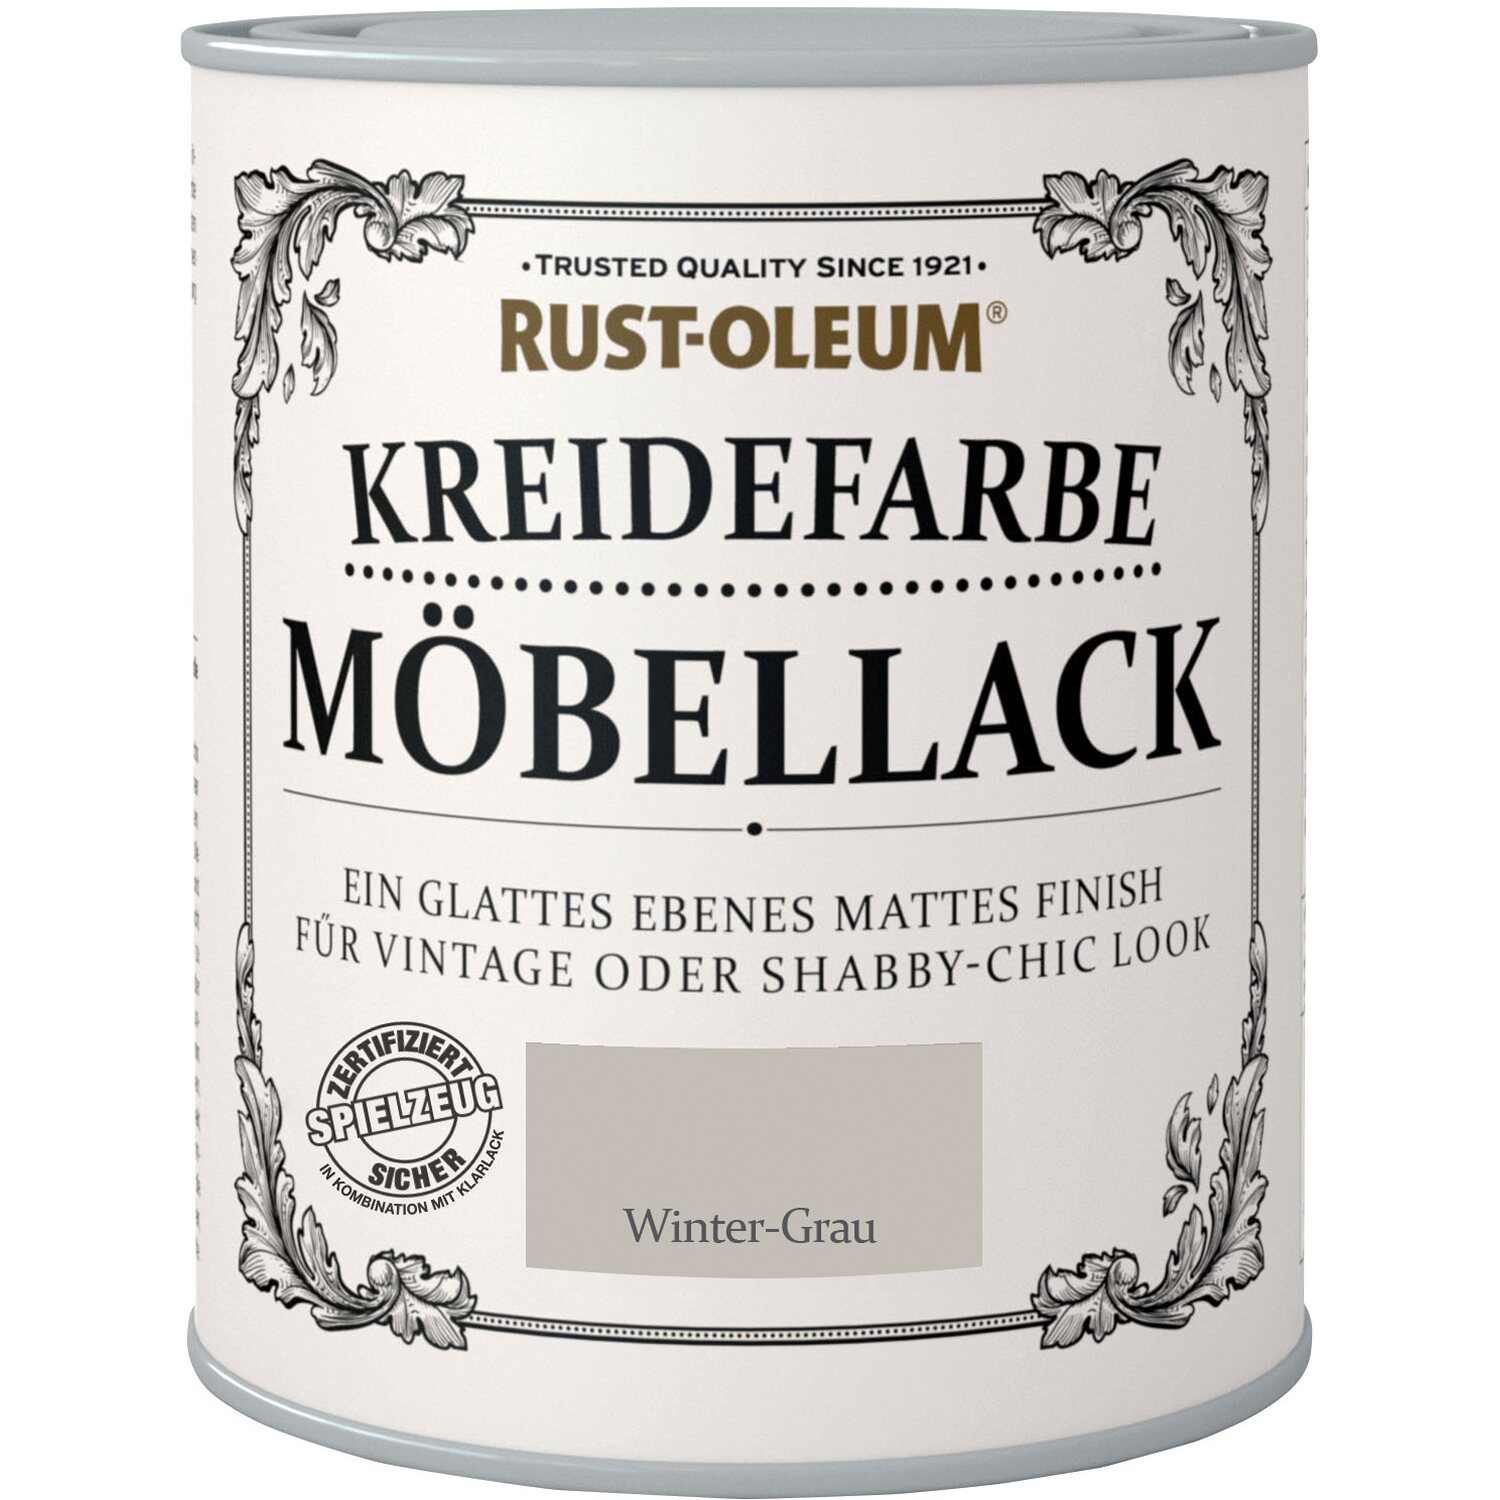 •TRUSTED QUALITY SINCE 1921•
RUST-OLEUM®
KREIDEFARBE
MÖBELLACK
EIN GLATTES EBENES MATTES FINISH
FŰR VINTAGE ODER SHABBY-CHIC LOOK
ZERTIFIZIERT
SPIELZEUG
SICHER
IN KOMBINATION MIT KLARLACK
Winter-Grau